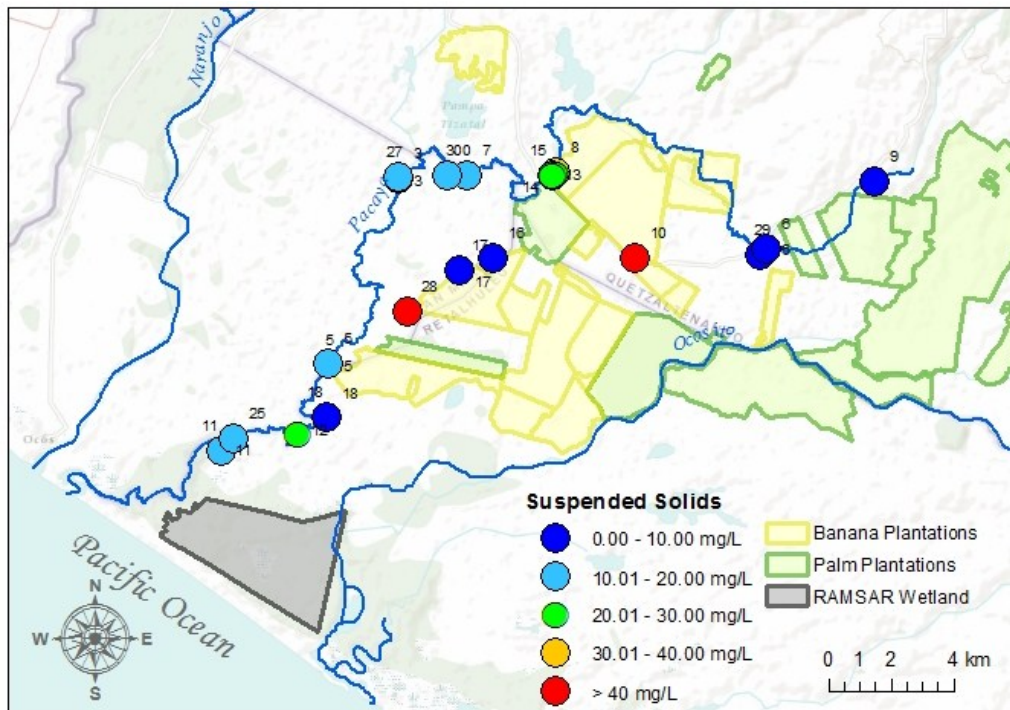 Naranjo
Pampa
Tizatal
27
3
3
300
7
15
8
14
13
9
Pacaya
10
29
6
8
16
17
17
28
QUETZALTENANGO
RETALHULEU
Ocosito
5
6
5
18
18
12
25
11
11
Ocós
Pacific Ocean
N
W
E
S
Suspended Solids
0.00 - 10.00 mg/L
10.01 - 20.00 mg/L
20.01 - 30.00 mg/L
30.01 - 40.00 mg/L
> 40 mg/L
Banana Plantations
Palm Plantations
RAMSAR Wetland
0 1 2 4 km